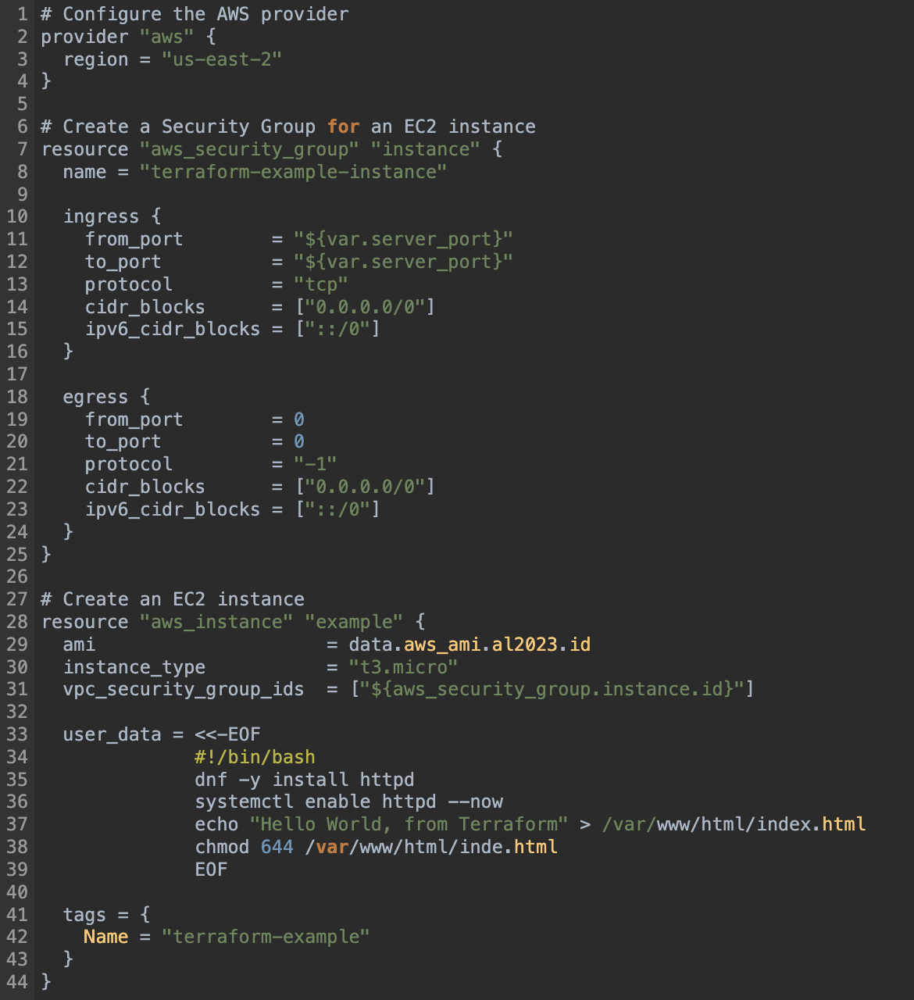 1 # Configure the AWS provider
2 provider "aws" {
3   region = "us-east-2"
4 }
5
6 # Create a Security Group for an EC2 instance
7 resource "aws_security_group" "instance" {
8   name = "terraform-example-instance"
9
10   ingress {
11     from_port        = "${var.server_port}"
12     to_port          = "${var.server_port}"
13     protocol         = "tcp"
14     cidr_blocks      = ["0.0.0.0/0"]
15     ipv6_cidr_blocks = ["::/0"]
16   }
17
18   egress {
19     from_port        = 0
20     to_port          = 0
21     protocol         = "-1"
22     cidr_blocks      = ["0.0.0.0/0"]
23     ipv6_cidr_blocks = ["::/0"]
24   }
25 }
26
27 # Create an EC2 instance
28 resource "aws_instance" "example" {
29   ami                     = data.aws_ami.al2023.id
30   instance_type           = "t3.micro"
31   vpc_security_group_ids  = ["${aws_security_group.instance.id}"]
32
33   user_data = <<-EOF
34               #!/bin/bash
35               dnf -y install httpd
36               systemctl enable httpd --now
37               echo "Hello World, from Terraform" > /var/www/html/index.html
38               chmod 644 /var/www/html/inde.html
39               EOF
40
41   tags = {
42     Name = "terraform-example"
43   }
44 }